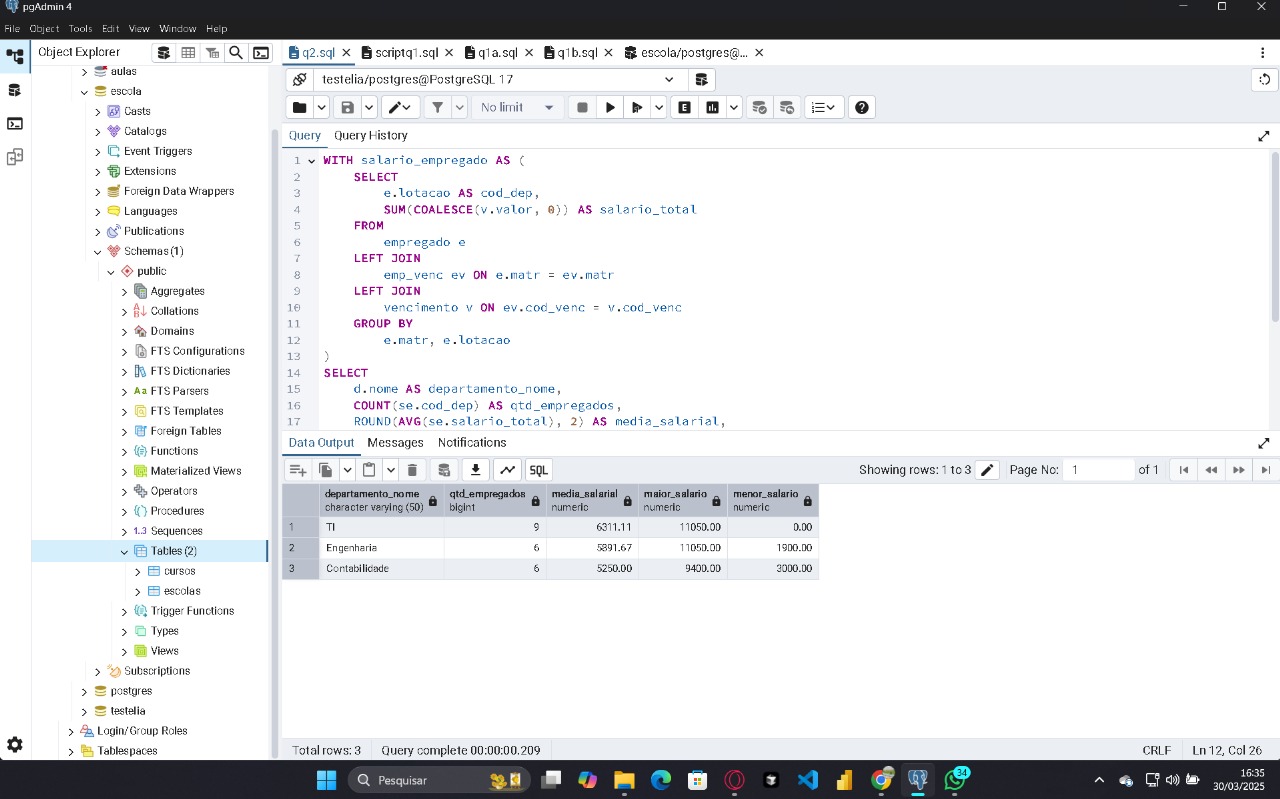 pgAdmin 4
File Object Tools Edit View Window Help
Object Explorer
q2.sql scriptq1.sql q1a.sql q1b.sql escola/postgres@...
testelia/postgres@PostgreSQL 17
No limit
E
Query Query History
aulas
escola
Casts
Catalogs
Event Triggers
Extensions
Foreign Data Wrappers
Languages
Publications
Schemas (1)
public
Aggregates
Collations
Domains
FTS Configurations
FTS Dictionaries
Aa FTS Parsers
FTS Templates
Foreign Tables
Functions
Materialized Views
Operators
Procedures
1.3 Sequences
Tables (2)
cursos
escolas
Trigger Functions
Types
Views
Subscriptions
postgres
testelia
Login/Group Roles
Tablespaces
1 WITH salario_empregado AS (
2 SELECT
3 e.lotacao AS cod_dep,
4 SUM(COALESCE(v.valor, 0)) AS salario_total
5 FROM
6 empregado e
7 LEFT JOIN
8 emp_venc ev ON e.matr = ev.matr
9 LEFT JOIN
10 vencimento v ON ev.cod_venc = v.cod_venc
11 GROUP BY
12 e.matr, e.lotacao
13 )
14 SELECT
15 d.nome AS departamento_nome,
16 COUNT(se.cod_dep) AS qtd_empregados,
17 ROUND(AVG(se.salario_total), 2) AS media_salarial,
Data Output Messages Notifications
SQL
Showing rows: 1 to 3 Page No: 1 of 1
departamento_nome qtd_empregados media_salarial maior_salario menor_salario
character varying (50) bigint numeric numeric numeric
1 TI 9 6311.11 11050.00 0.00
2 Engenharia 6 5891.67 11050.00 1900.00
3 Contabilidade 6 5250.00 9400.00 3000.00
Total rows: 3 Query complete 00:00:00.209 CRLF Ln 12, Col 26
Pesquisar
34
16:35
30/03/2025